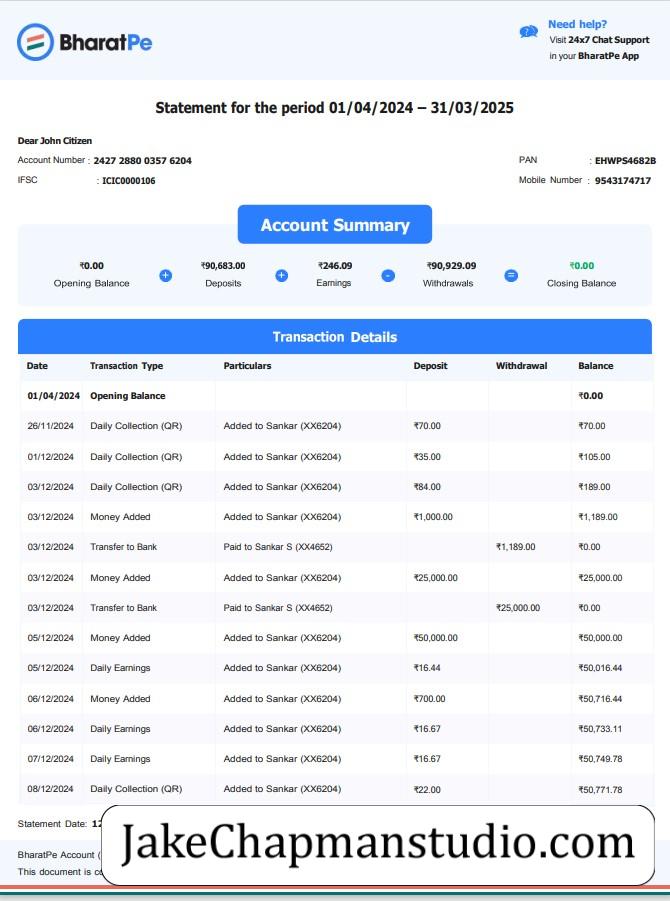 BharatPe
Need help?
Visit 24x7 Chat Support
in your BharatPe App
Statement for the period 01/04/2024 – 31/03/2025
Dear John Citizen
Account Number : 2427 2880 0357 6204
PAN : EHWPS4682B
IFSC : ICIC0000106
Mobile Number : 9543174717
Account Summary
₹0.00 + ₹90,683.00 + ₹246.09 - ₹90,929.09 = ₹0.00
Opening Balance Deposits Earnings Withdrawals Closing Balance
Transaction Details
Date Transaction Type Particulars Deposit Withdrawal Balance
01/04/2024 Opening Balance ₹0.00
26/11/2024 Daily Collection (QR) Added to Sankar (XX6204) ₹70.00 ₹70.00
01/12/2024 Daily Collection (QR) Added to Sankar (XX6204) ₹35.00 ₹105.00
03/12/2024 Daily Collection (QR) Added to Sankar (XX6204) ₹84.00 ₹189.00
03/12/2024 Money Added Added to Sankar (XX6204) ₹1,000.00 ₹1,189.00
03/12/2024 Transfer to Bank Paid to Sankar S (XX4652) ₹1,189.00 ₹0.00
03/12/2024 Money Added Added to Sankar (XX6204) ₹25,000.00 ₹25,000.00
03/12/2024 Transfer to Bank Paid to Sankar S (XX4652) ₹25,000.00 ₹0.00
05/12/2024 Money Added Added to Sankar (XX6204) ₹50,000.00 ₹50,000.00
05/12/2024 Daily Earnings Added to Sankar (XX6204) ₹16.44 ₹50,016.44
06/12/2024 Money Added Added to Sankar (XX6204) ₹700.00 ₹50,716.44
06/12/2024 Daily Earnings Added to Sankar (XX6204) ₹16.67 ₹50,733.11
07/12/2024 Daily Earnings Added to Sankar (XX6204) ₹16.67 ₹50,749.78
08/12/2024 Daily Collection (QR) Added to Sankar (XX6204) ₹22.00 ₹50,771.78
Statement Date:
JakeChapmanstudio.com
BharatPe Account (
This document is